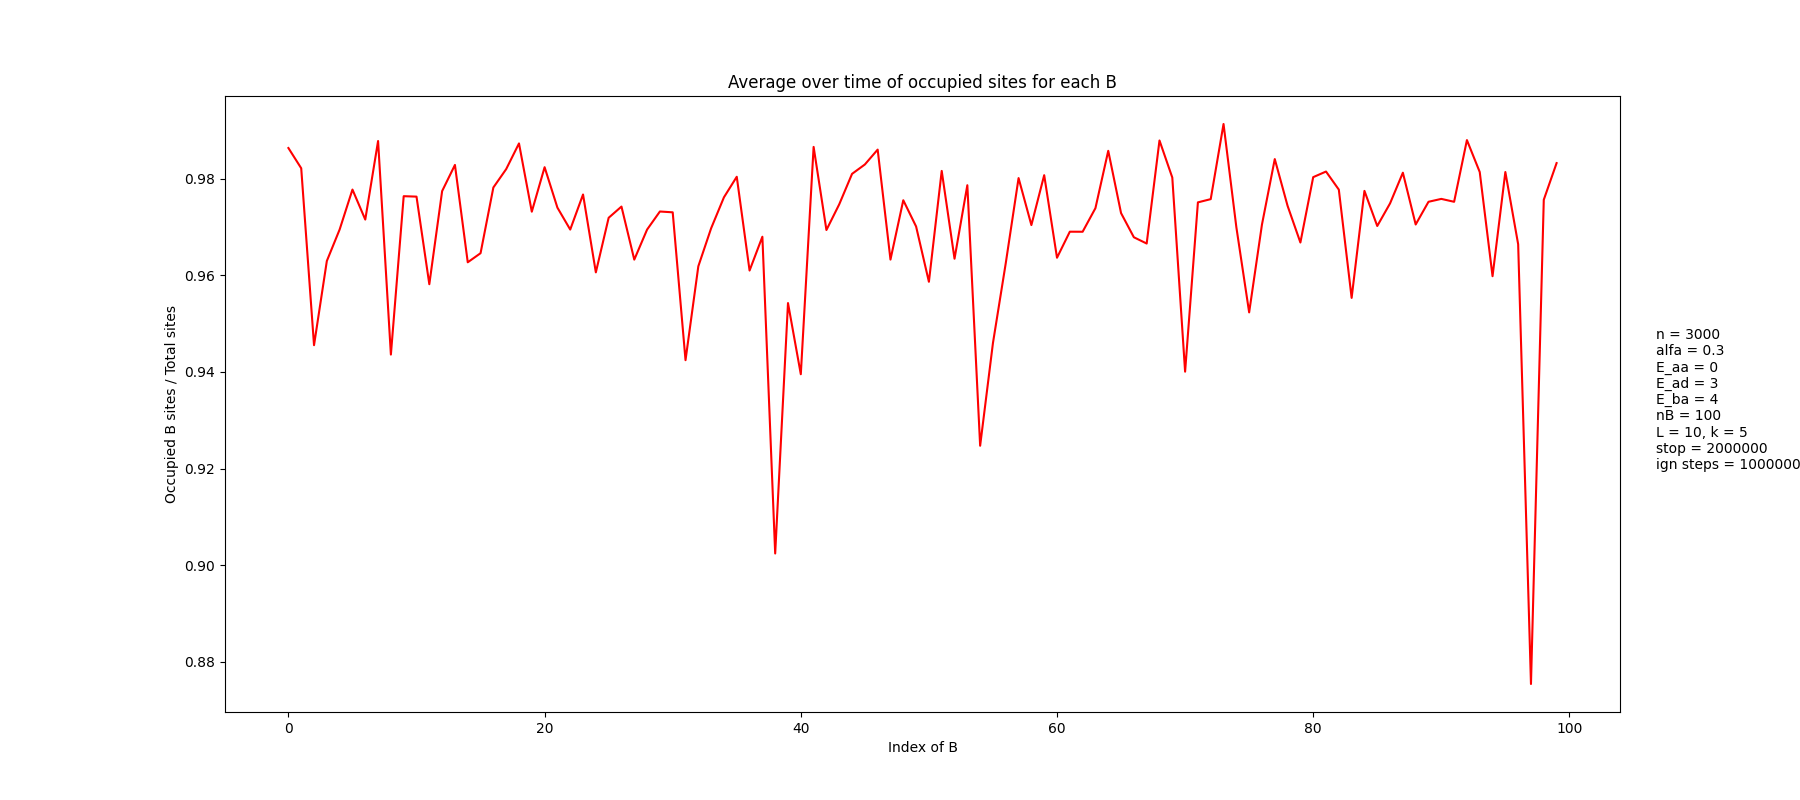 Average over time of occupied sites for each B
Occupied B sites / Total sites
0.98
0.96
0.94
0.92
0.90
0.88
0 20 40 60 80 100
Index of B
n = 3000
alfa = 0.3
E_aa = 0
E_ad = 3
E_ba = 4
nB = 100
L = 10, k = 5
stop = 2000000
ign steps = 1000000